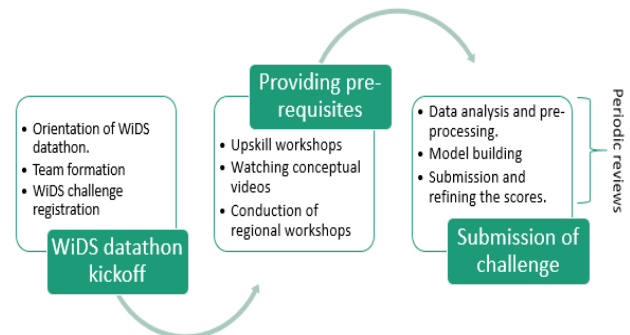 • Orientation of WiDS
datathon.
• Team formation
• WiDS challenge
registration
WiDS datathon
kickoff
Providing pre-
requisites
• Upskill workshops
• Watching conceptual
videos
• Conduction of
regional workshops
• Data analysis and pre-
processing.
• Model building
• Submission and
refining the scores.
Submission of
challenge
Periodic reviews